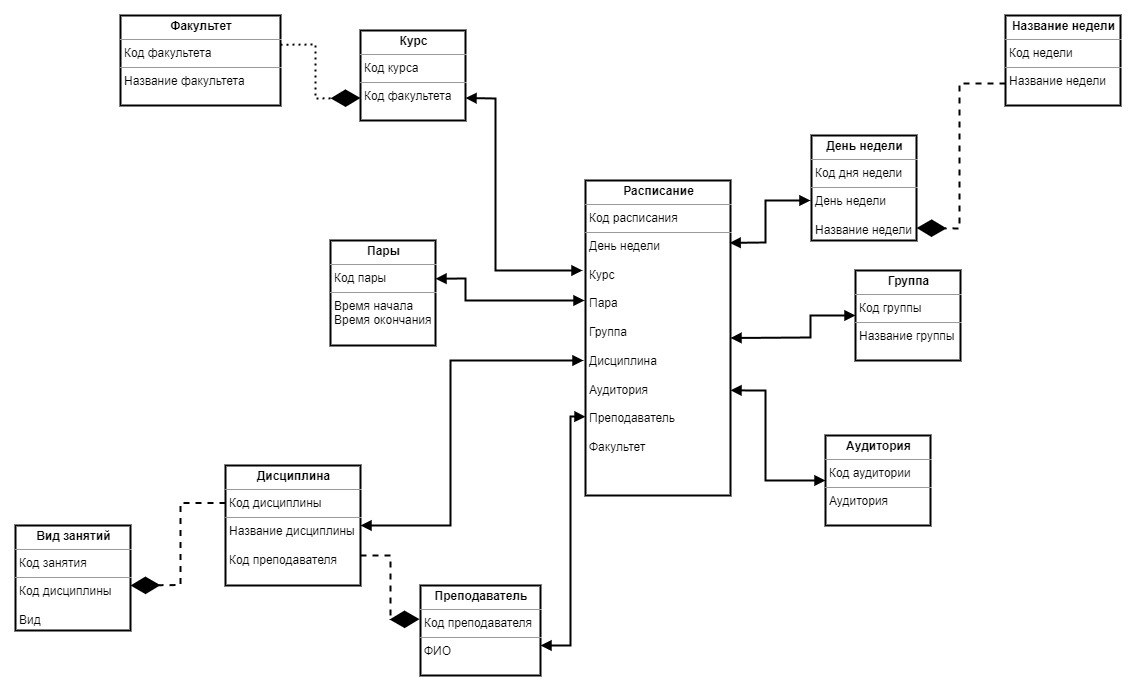 Факультет
Код факультета
Название факультета
Курс
Код курса
Код факультета
Название недели
Код недели
Название недели
День недели
Код дня недели
День недели
Название недели
Расписание
Код расписания
День недели
Курс
Пара
Группа
Дисциплина
Аудитория
Преподаватель
Факультет
Пары
Код пары
Время начала
Время окончания
Группа
Код группы
Название группы
Аудитория
Код аудитории
Аудитория
Дисциплина
Код дисциплины
Название дисциплины
Код преподавателя
Вид занятий
Код занятия
Код дисциплины
Вид
Преподаватель
Код преподавателя
ФИО